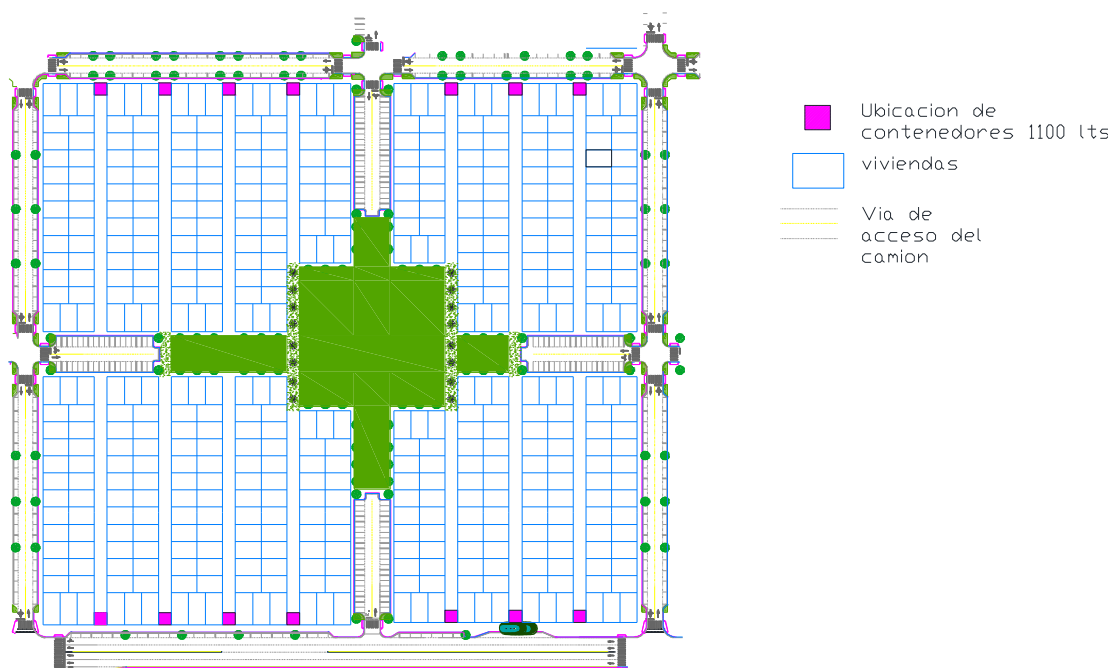 Ubicacion de
contenedores 1100 lts
viviendas
Via de
acceso del
camion